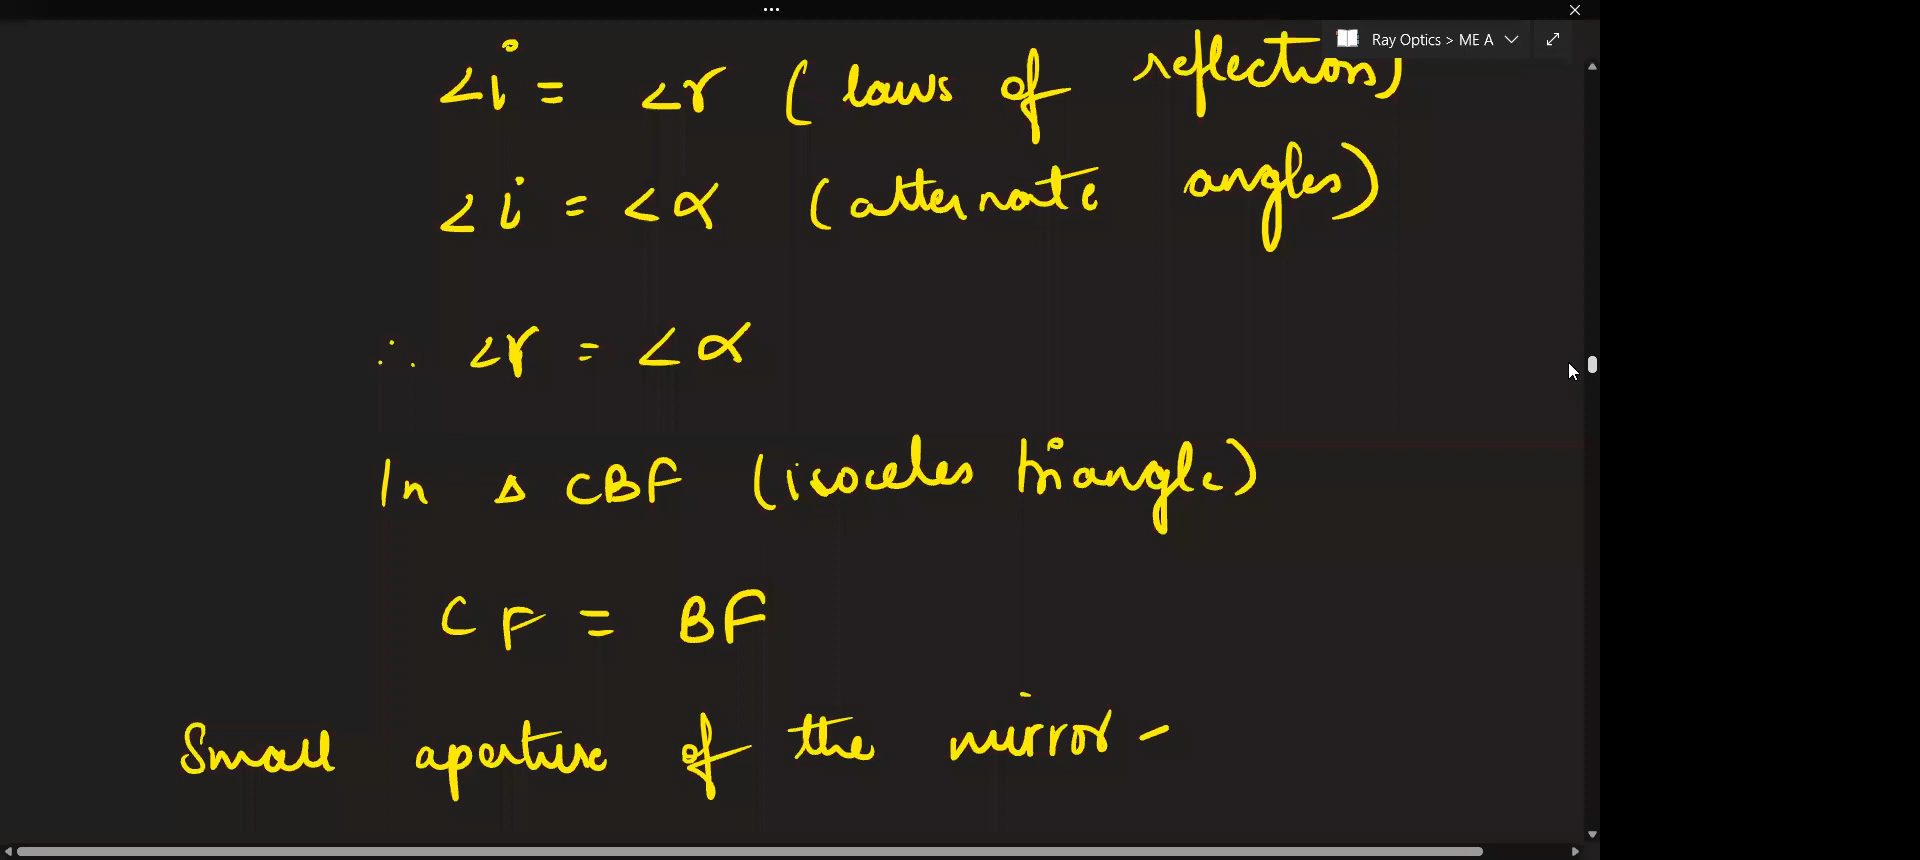 Ray Optics > ME A
∠i = ∠r (laws of reflection)
∠i = ∠α (alternate angles)
∴ ∠r = ∠α
In Δ CBF (isoceles triangle)
CF = BF
Small aperture of the mirror -